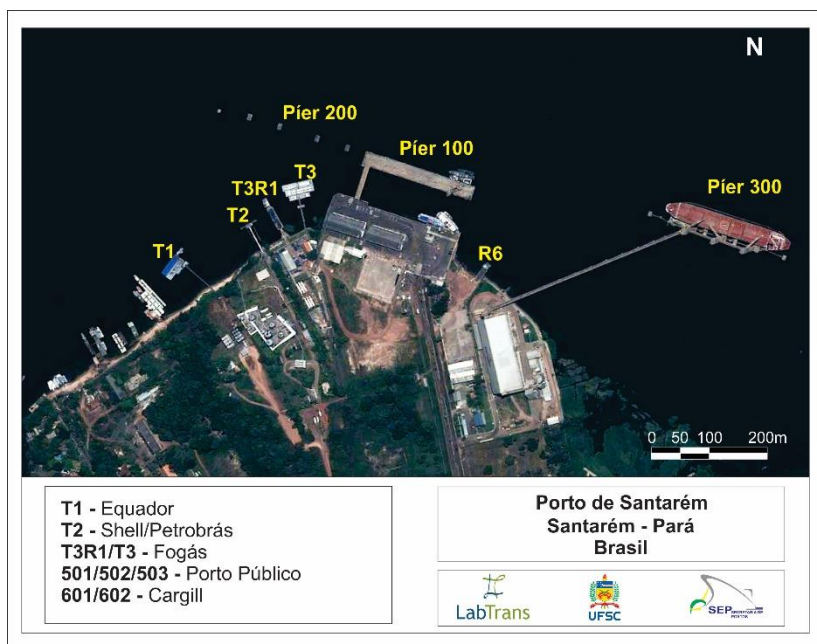 N
Píer 200
Píer 100
T3
T3R1
Píer 300
T2
T1
R6
0 50 100 200m
T1 - Equador
T2 - Shell/Petrobrás
T3R1/T3 - Fogás
501/502/503 - Porto Público
601/602 - Cargill
Porto de Santarém
Santarém - Pará
Brasil
LabTrans
UFSC
SEP